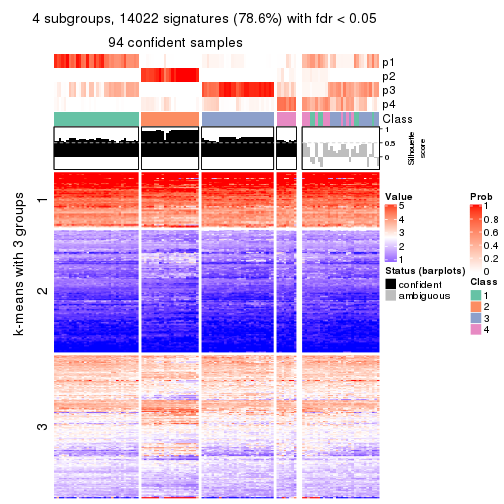 4 subgroups, 14022 signatures (78.6%) with fdr < 0.05
94 confident samples
p1
p2
p3
p4
Class
1
0.5
0
Silhouette
score
k-means with 3 groups
1
2
3
Value
5
4
3
2
1
Status (barplots)
confident
ambiguous
Prob
1
0.8
0.6
0.4
0.2
0
Class
1
2
3
4